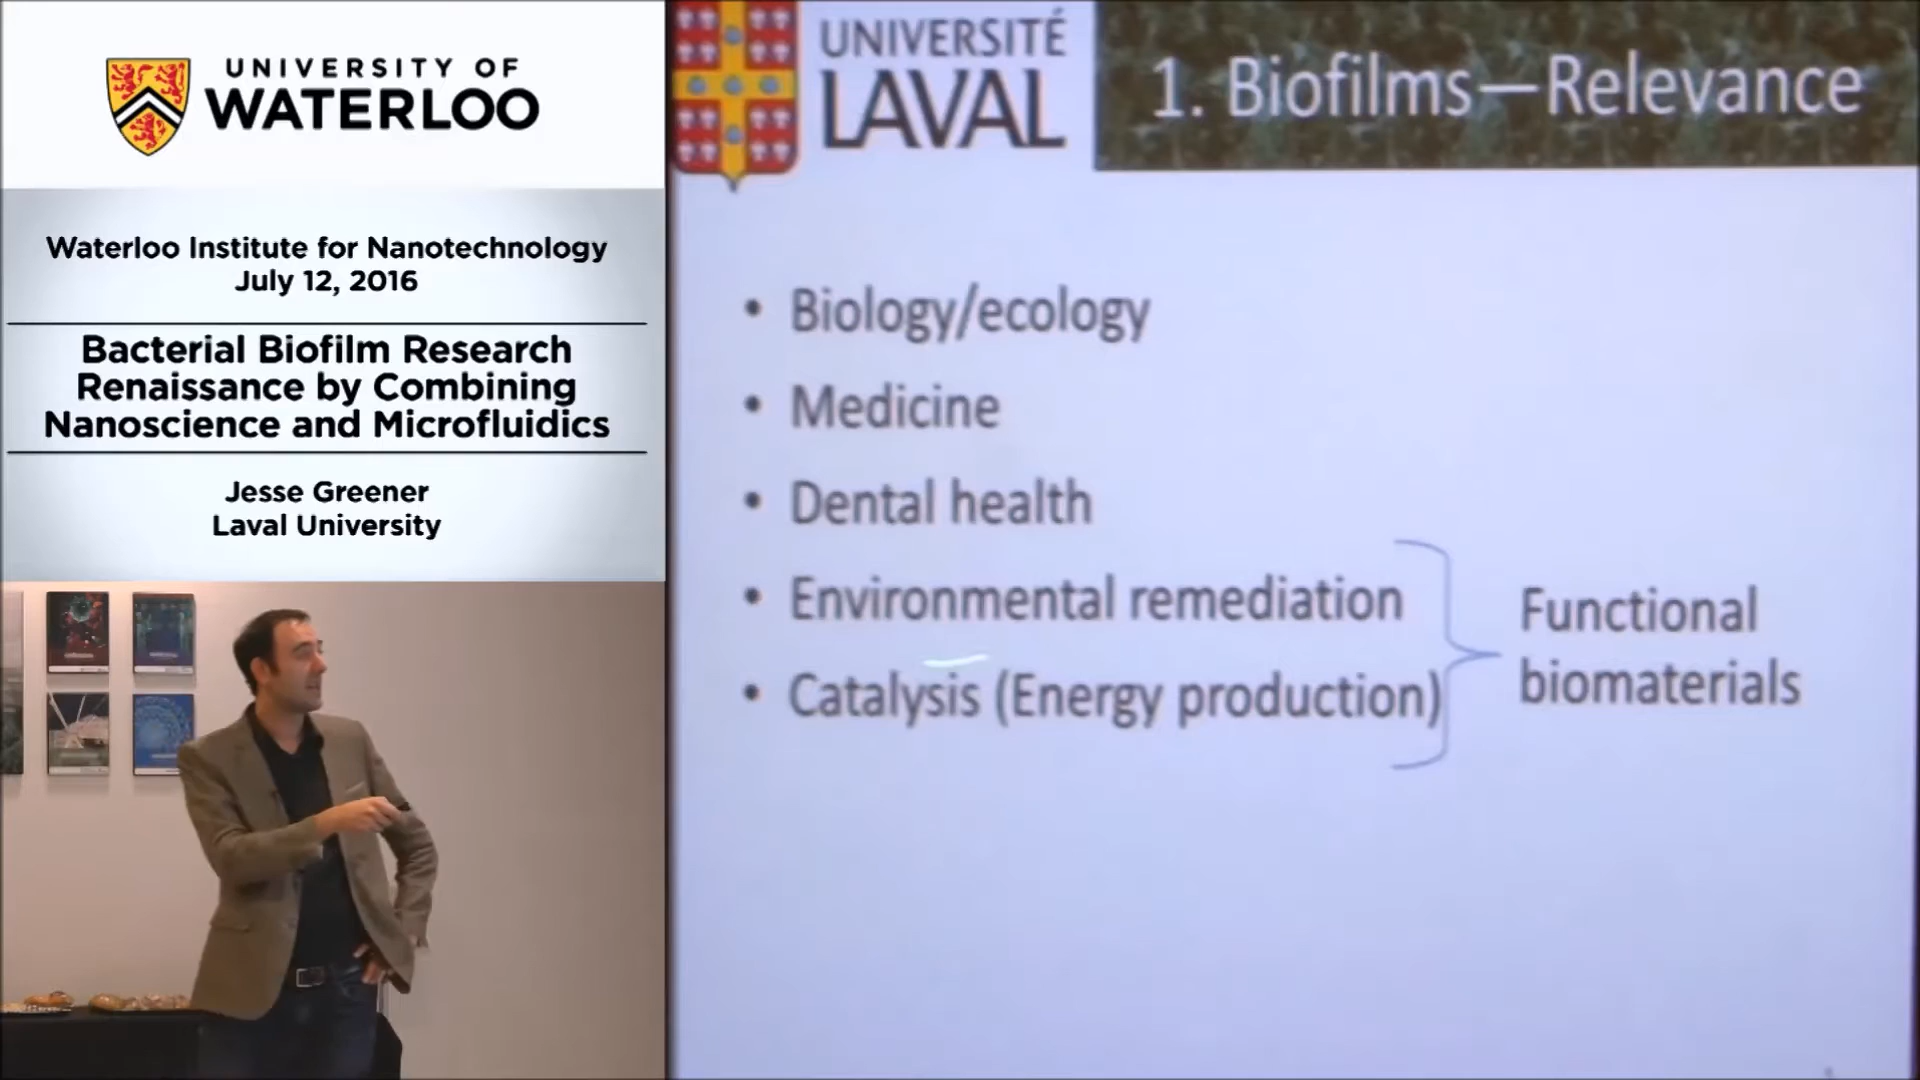 UNIVERSITY OF
WATERLOO
Waterloo Institute for Nanotechnology
July 12, 2016
Bacterial Biofilm Research
Renaissance by Combining
Nanoscience and Microfluidics
Jesse Greener
Laval University
UNIVERSITÉ
LAVAL
1. Biofilms—Relevance
• Biology/ecology
• Medicine
• Dental health
• Environmental remediation
• Catalysis (Energy production)
Functional
biomaterials